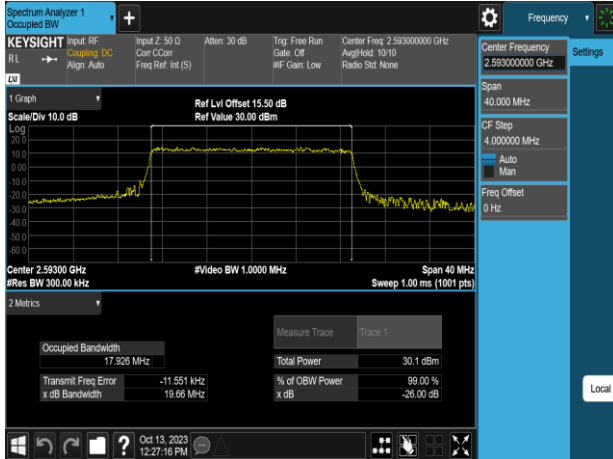 Spectrum Analyzer 1
Occupied BW
Frequency
KEYSIGHT
RL
LXI
Input: RF
Coupling: DC
Align: Auto
Input Z: 50 Ω
Corr CCorr
Freq Ref: Int (S)
Atten: 30 dB
Trig: Free Run
Gate: Off
#IF Gain: Low
Center Freq: 2.593000000 GHz
Avg|Hold: 10/10
Radio Std: None
Center Frequency
2.593000000 GHz
Settings
Span
40.000 MHz
CF Step
4.000000 MHz
Auto
Man
Freq Offset
0 Hz
Local
1 Graph
Scale/Div 10.0 dB
Ref Lvl Offset 15.50 dB
Ref Value 30.00 dBm
Log
20.0
10.0
0.00
-10.0
-20.0
-30.0
-40.0
-50.0
-60.0
Center 2.59300 GHz
#Res BW 300.00 kHz
#Video BW 1.0000 MHz
Span 40 MHz
Sweep 1.00 ms (1001 pts)
2 Metrics
Measure Trace
Trace 1
Occupied Bandwidth
17.926 MHz
Total Power
30.1 dBm
Transmit Freq Error
-11.551 kHz
% of OBW Power
99.00 %
x dB Bandwidth
19.66 MHz
x dB
-26.00 dB
?
Oct 13, 2023
12:27:16 PM